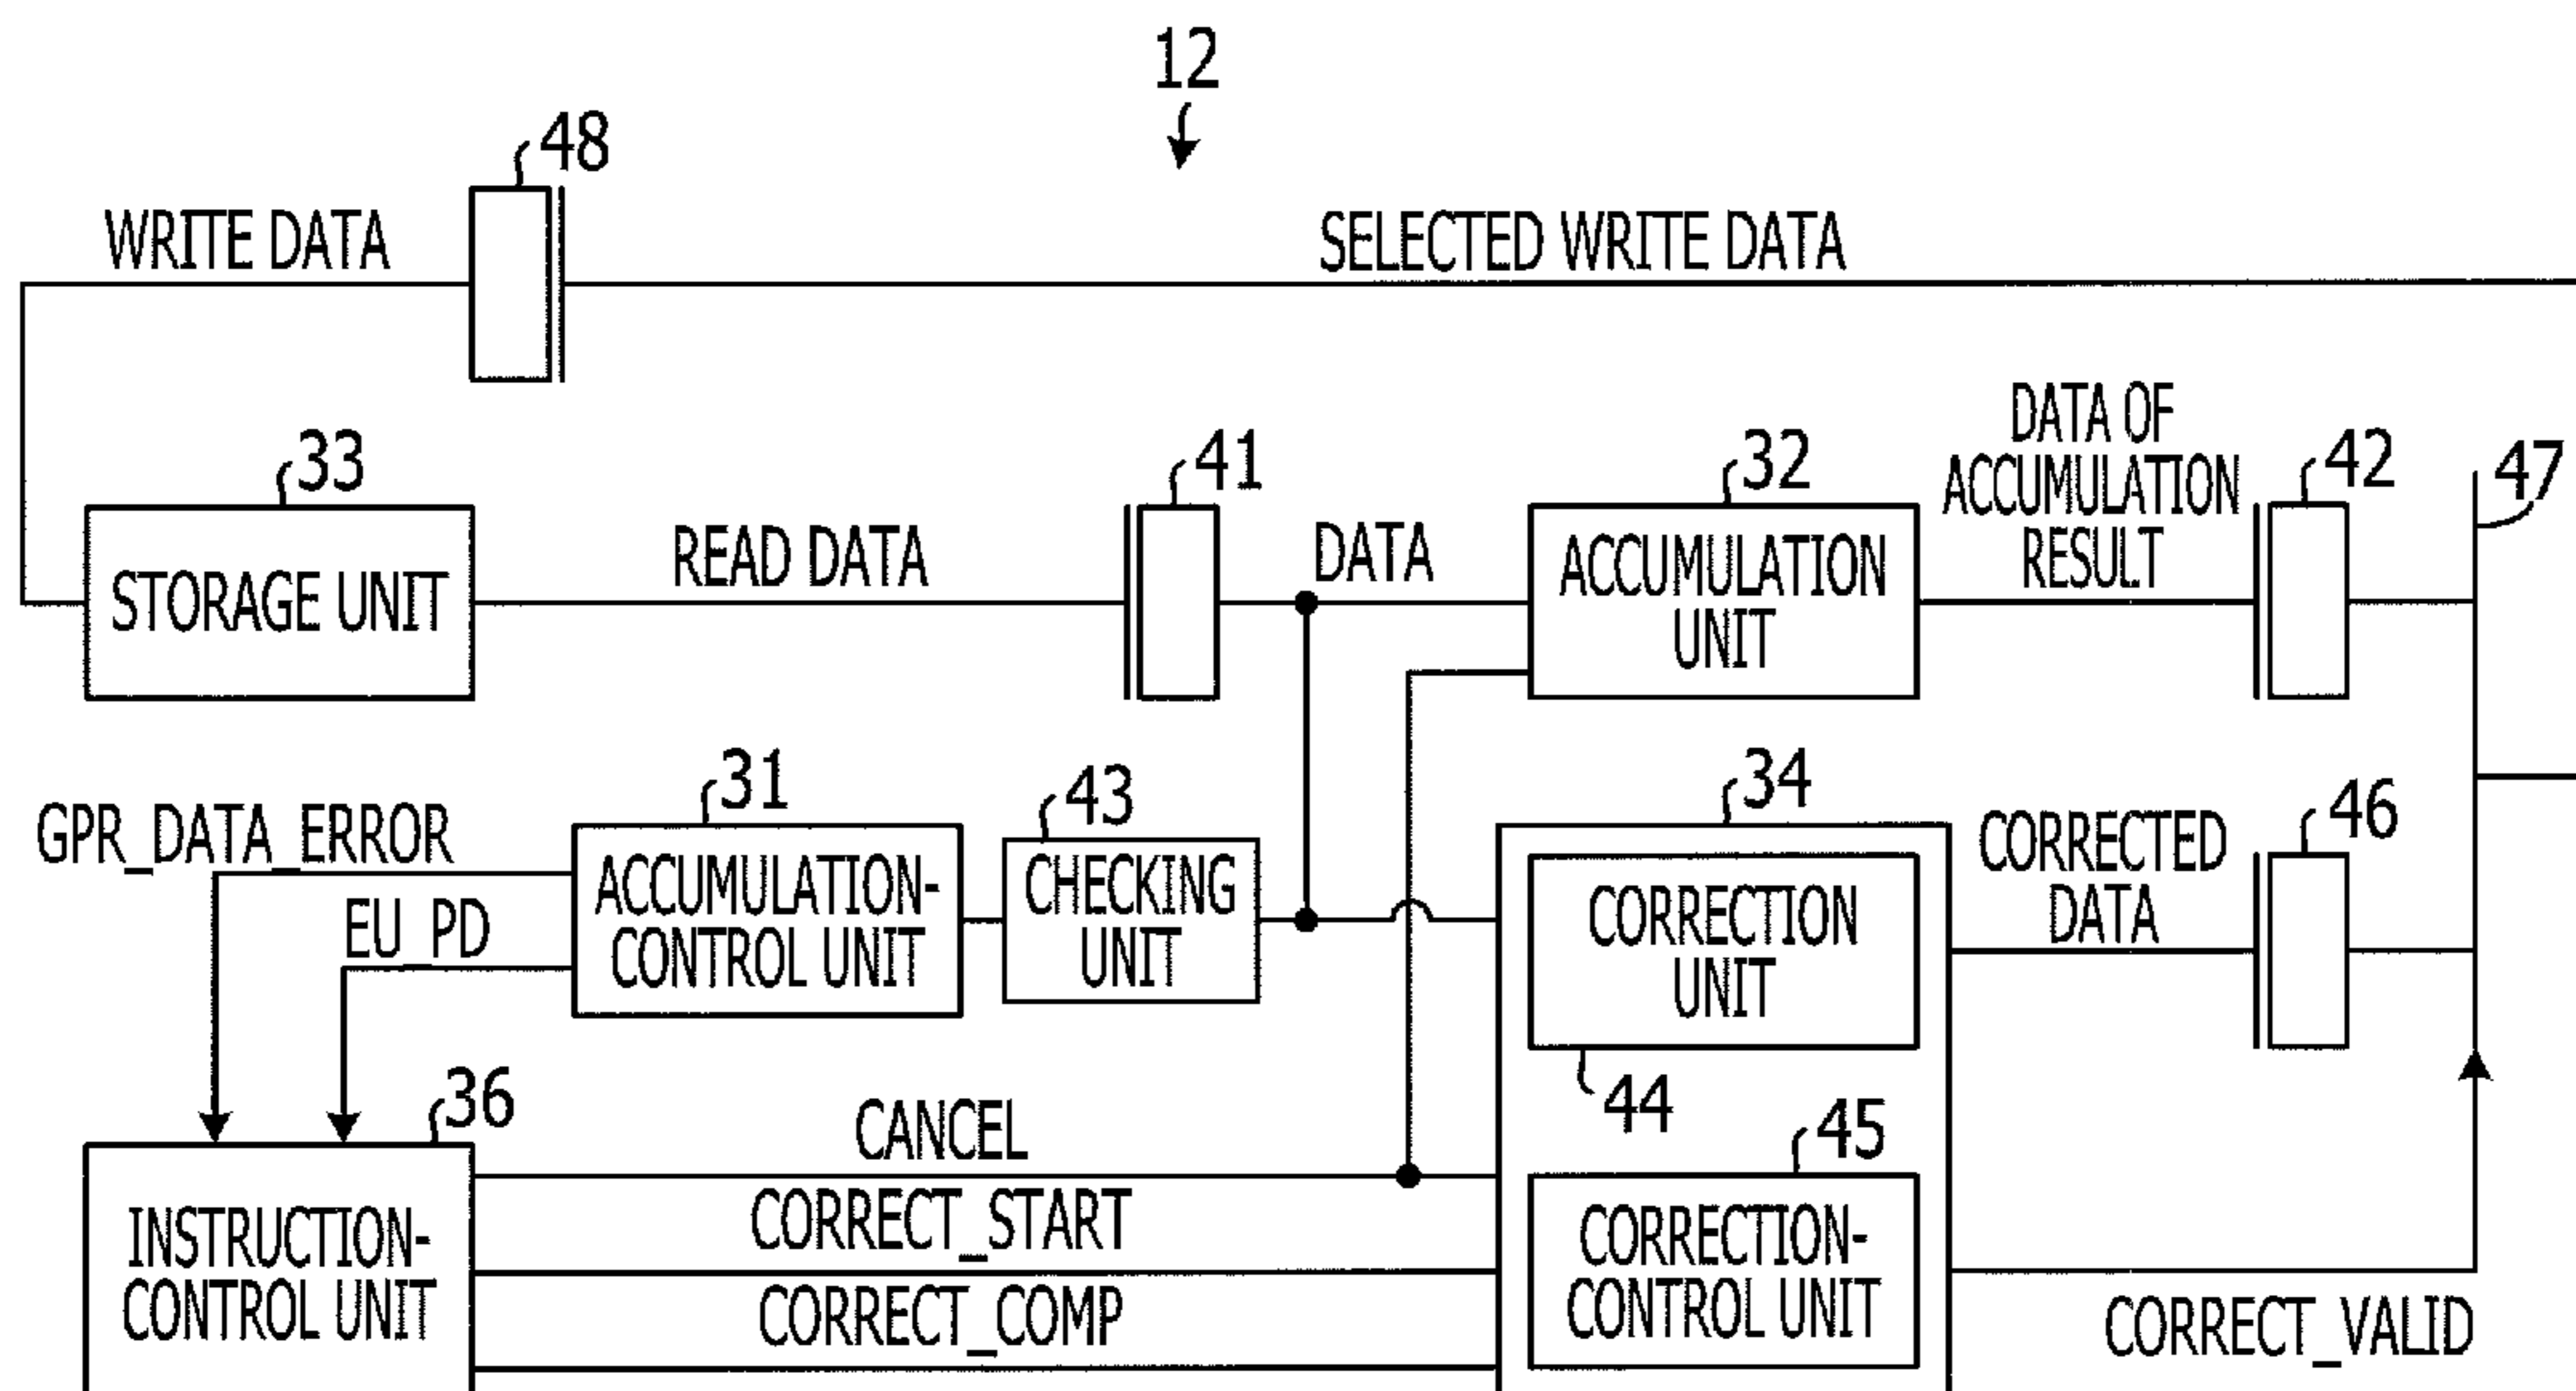 12
48
WRITE DATA
SELECTED WRITE DATA
33
STORAGE UNIT
READ DATA
41
DATA
32
ACCUMULATION
UNIT
DATA OF
ACCUMULATION
RESULT
42
47
GPR_DATA_ERROR
EU_PD
31
ACCUMULATION-
CONTROL UNIT
43
CHECKING
UNIT
34
CORRECTION
UNIT
44
CORRECTED
DATA
46
36
INSTRUCTION-
CONTROL UNIT
CANCEL
CORRECT_START
CORRECT_COMP
45
CORRECTION-
CONTROL UNIT
CORRECT_VALID